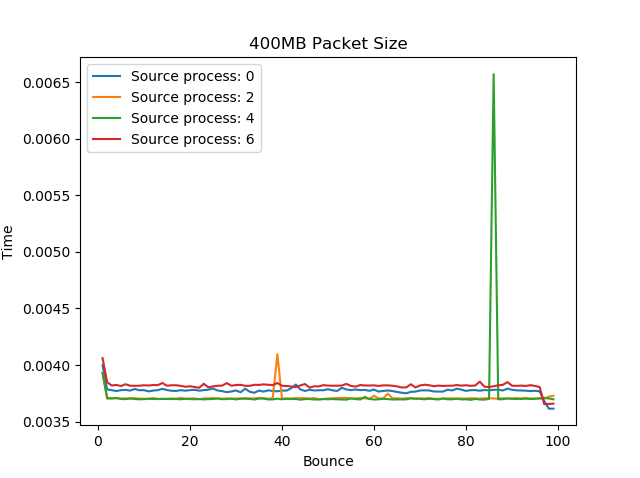 400MB Packet Size
Source process: 0
Source process: 2
Source process: 4
Source process: 6
0.0065
0.0060
0.0055
0.0050
0.0045
0.0040
0.0035
Time
0 20 40 60 80 100
Bounce